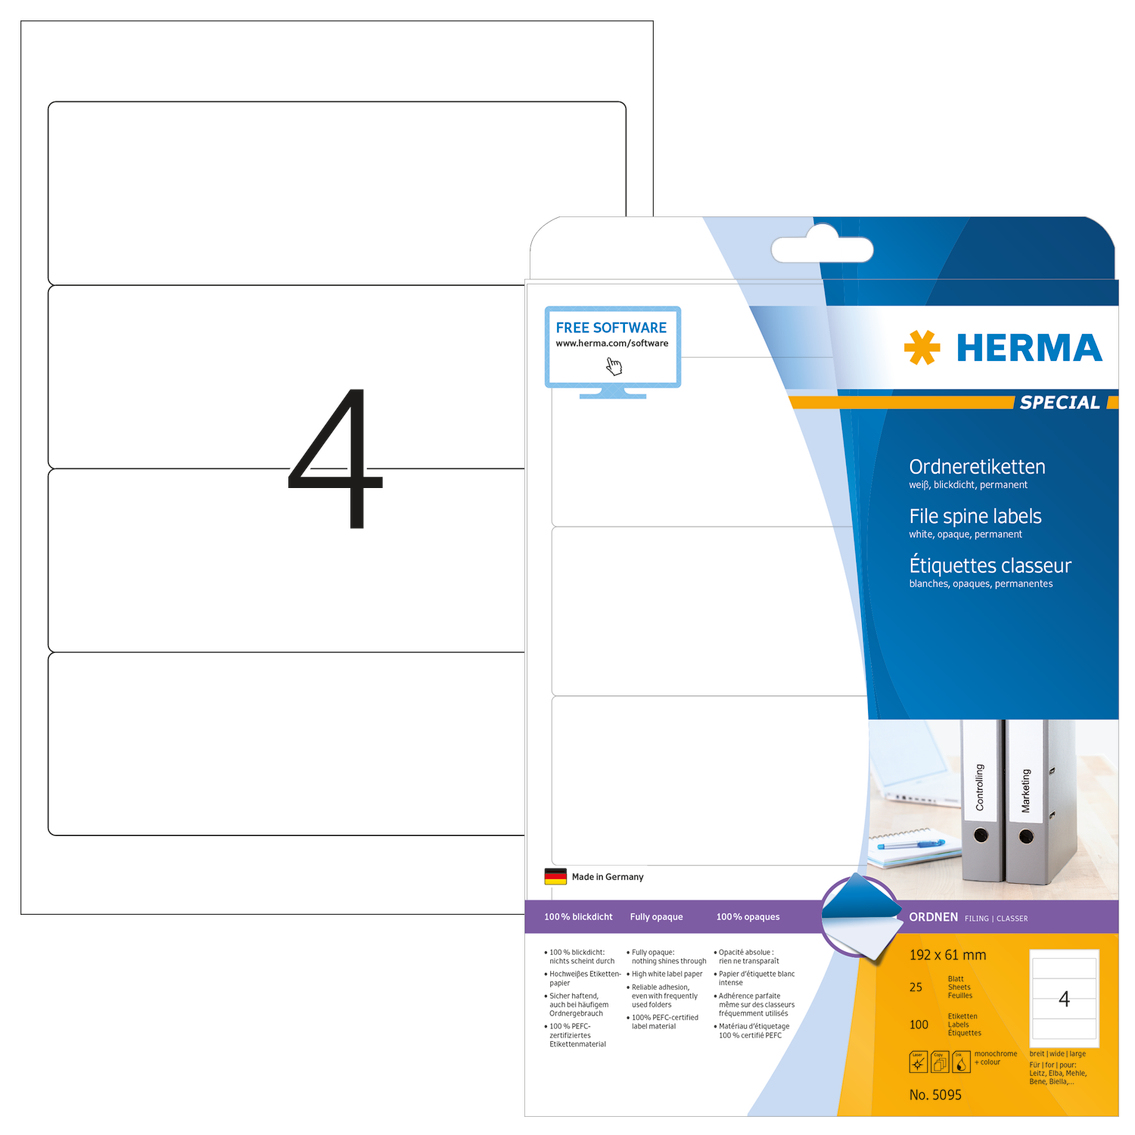 4
FREE SOFTWARE
www.herma.com/software
HERMA
SPECIAL
Ordneretiketten
weiß, blickdicht, permanent
File spine labels
white, opaque, permanent
Étiquettes classeur
blanches, opaques, permanentes
Controlling
Marketing
Made in Germany
100 % blickdicht
Fully opaque
100 % opaques
ORDNEN FILING | CLASSER
• 100 % blickdicht:
nichts scheint durch
• Hochweißes Etiketten-
papier
• Sicher haftend,
auch bei häufigem
Ordnergebrauch
• 100 % PEFC-
zertifiziertes
Etikettenmaterial
• Fully opaque:
nothing shines through
• High white label paper
• Reliable adhesion,
even with frequently
used folders
• 100% PEFC-certified
label material
• Opacité absolue :
rien ne transparaît
• Papier d'étiquette blanc
intense
• Adhérence parfaite
même sur des classeurs
fréquemment utilisés
• Matériau d'étiquetage
100 % certifié PEFC
192 x 61 mm
25
Blatt
Sheets
Feuilles
100
Etiketten
Labels
Étiquettes
Laser
Copy
Ink
monochrome
+ colour
No. 5095
4
breit | wide | large
Für | for | pour:
Leitz, Elba, Mehle,
Bene, Biella,...